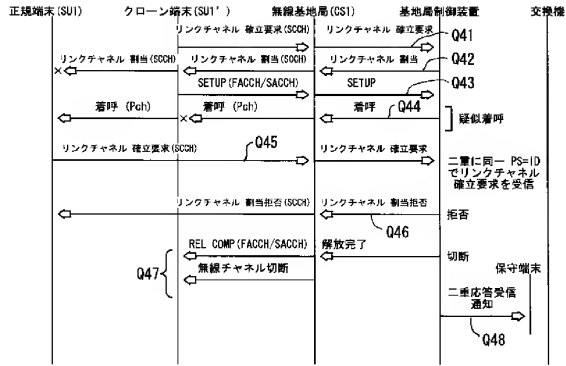 正規端末(SU1) クローン端末(SU1') 無線基地局(CS1) 基地局制御装置 交換機
リンクチャネル 確立要求(SCCH) リンクチャネル 確立要求
Q41
リンクチャネル 割当(SCCH) リンクチャネル 割当(SCCH) リンクチャネル 割当
Q42
SETUP(FACCH/SACCH) SETUP
Q43
着呼 (Pch) 着呼 (Pch) 着呼
Q44
疑似着呼
Q45
リンクチャネル 確立要求(SCCH) リンクチャネル 確立要求
二重に同一 PS=ID
でリンクチャネル
確立要求を受信
リンクチャネル 割当拒否(SCCH) リンクチャネル 割当拒否
拒否
Q46
REL COMP(FACCH/SACCH) 解放完了
切断
Q47
無線チャネル切断
保守端末
二重応答受信
通知
Q48